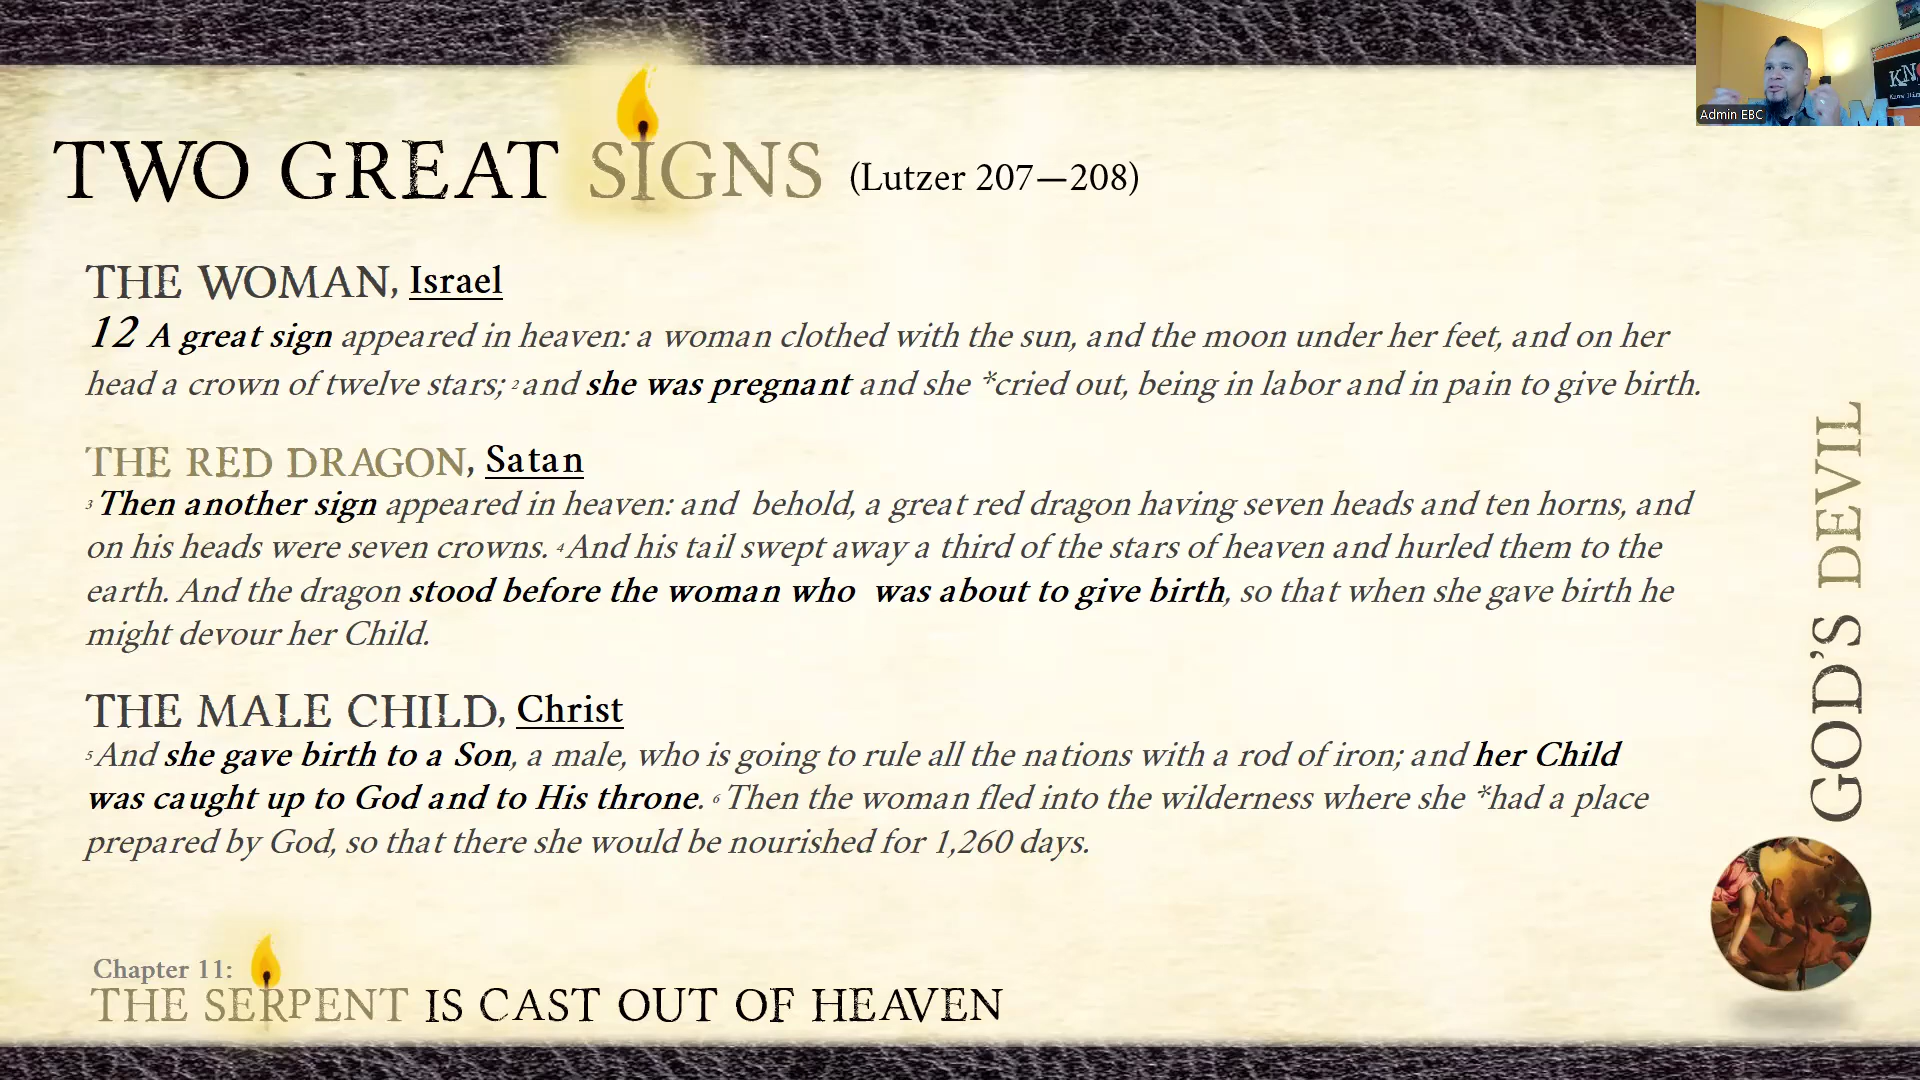 TWO GREAT SIGNS (Lutzer 207—208)
THE WOMAN, Israel
12 A great sign appeared in heaven: a woman clothed with the sun, and the moon under her feet, and on her
head a crown of twelve stars; 2 and she was pregnant and she *cried out, being in labor and in pain to give birth.
THE RED DRAGON, Satan
3 Then another sign appeared in heaven: and behold, a great red dragon having seven heads and ten horns, and
on his heads were seven crowns. 4 And his tail swept away a third of the stars of heaven and hurled them to the
earth. And the dragon stood before the woman who was about to give birth, so that when she gave birth he
might devour her Child.
THE MALE CHILD, Christ
5 And she gave birth to a Son, a male, who is going to rule all the nations with a rod of iron; and her Child
was caught up to God and to His throne. 6 Then the woman fled into the wilderness where she *had a place
prepared by God, so that there she would be nourished for 1,260 days.
Chapter 11:
THE SERPENT IS CAST OUT OF HEAVEN
GOD'S DEVIL
Admin EBC